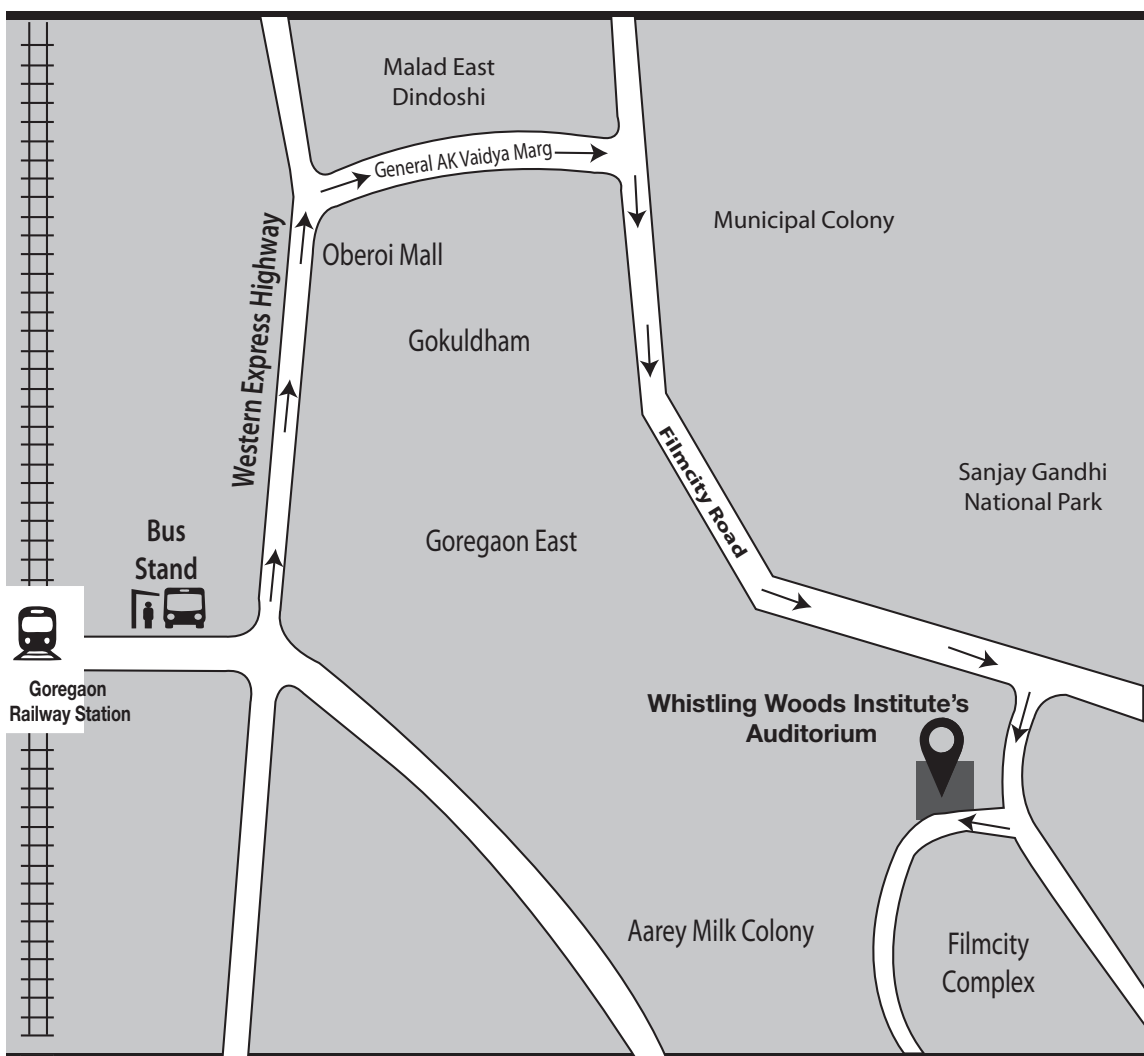 Malad East
Dindoshi
General AK Vaidya Marg
Municipal Colony
Oberoi Mall
Western Express Highway
Gokuldham
Filmcity Road
Sanjay Gandhi
National Park
Bus
Stand
Goregaon East
Goregaon
Railway Station
Whistling Woods Institute's
Auditorium
Aarey Milk Colony
Filmcity
Complex